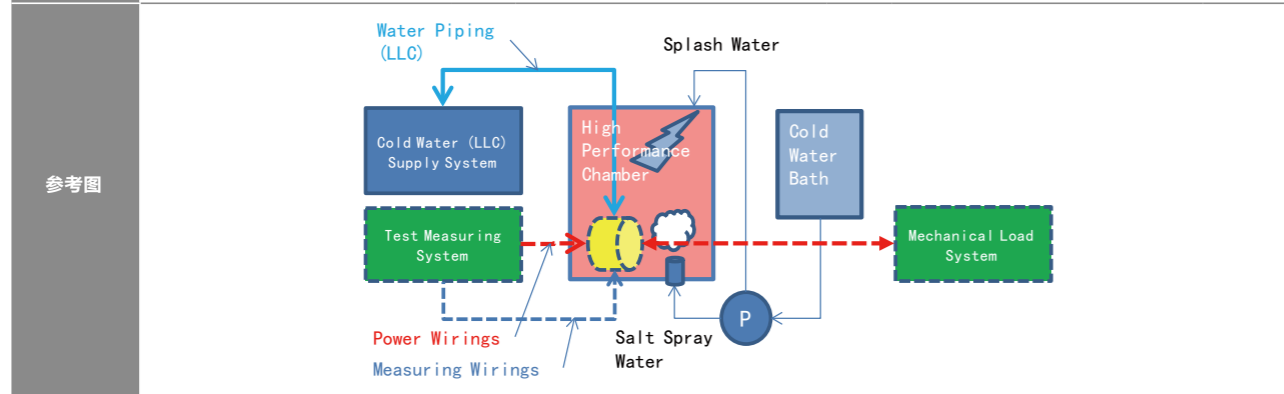 参考图
Water Piping
(LLC)
Splash Water
Cold Water (LLC)
Supply System
High
Performance
Chamber
Cold
Water
Bath
Test Measuring
System
Mechanical Load
System
P
Power Wirings
Salt Spray
Water
Measuring Wirings